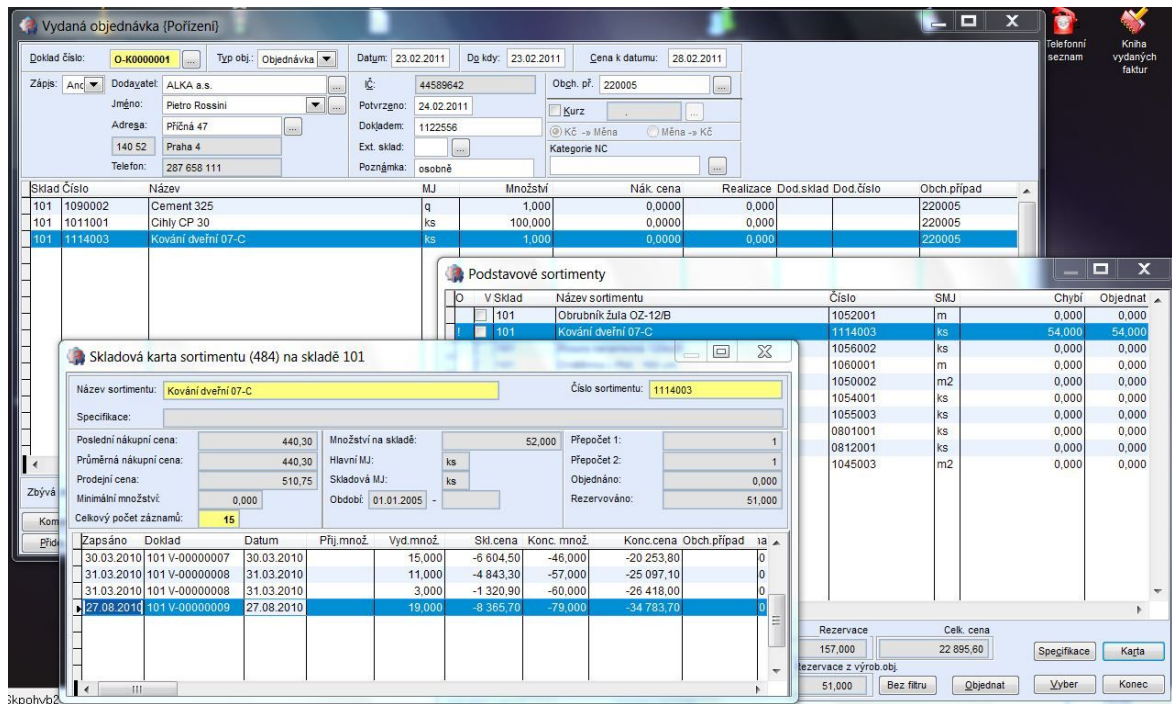 Vydaná objednávka {Pořízení}
Telefonní seznam
Kniha vydaných faktur
Doklad číslo: O-K0000001 ... Typ obj.: Objednávka Datum: 23.02.2011 Do kdy: 23.02.2011 Cena k datumu: 28.02.2011
Zápis: Anc Dodavatel: ALKA a.s. ... IČ: 44589642 Obch. př. 220005 ...
Jméno: Pietro Rossini ... Potvrzeno: 24.02.2011 Kurz . ...
Adresa: Příčná 47 ... Dokladem: 1122556 Kč -» Měna Měna -» Kč
140 52 Praha 4 Ext. sklad: ... Kategorie NC
Telefon: 287 658 111 Poznámka: osobně ...
Sklad Číslo Název MJ Množství Nák. cena Realizace Dod.sklad Dod.číslo Obch.případ
101 1090002 Cement 325 q 1,000 0,0000 0,000 220005
101 1011001 Cihly CP 30 ks 100,000 0,0000 0,000 220005
101 1114003 Kování dveřní 07-C ks 1,000 0,0000 0,000 220005
Podstavové sortimenty
O V Sklad Název sortimentu Číslo SMJ Chybí Objednat
101 Obrubník žula OZ-12/B 1052001 m 0,000 0,000
! 101 Kování dveřní 07-C 1114003 ks 54,000 54,000
1056002 ks 0,000 0,000
1060001 m 0,000 0,000
1050002 m2 0,000 0,000
1054001 ks 0,000 0,000
1055003 ks 0,000 0,000
0801001 ks 0,000 0,000
0812001 ks 0,000 0,000
1045003 m2 0,000 0,000
Zbývá
Kom
Přid
Skladová karta sortimentu (484) na skladě 101
Název sortimentu: Kování dveřní 07-C Číslo sortimentu: 1114003
Specifikace:
Poslední nákupní cena: 440,30 Množství na skladě: 52,000 Přepočet 1: 1
Průměrná nákupní cena: 440,30 Hlavní MJ: ks Přepočet 2: 1
Prodejní cena: 510,75 Skladová MJ: ks Objednáno: 0,000
Minimální množství: 0,000 Období: 01.01.2005 - Rezervováno: 51,000
Celkový počet záznamů: 15
Zapsáno Doklad Datum Přij.množ. Vyd.množ. Skl.cena Konc. množ. Konc.cena Obch.případ
30.03.2010 101 V-00000007 30.03.2010 15,000 -6 604,50 -46,000 -20 253,80 0
31.03.2010 101 V-00000008 31.03.2010 11,000 -4 843,30 -57,000 -25 097,10 0
31.03.2010 101 V-00000008 31.03.2010 3,000 -1 320,90 -60,000 -26 418,00 0
27.08.2010 101 V-00000009 27.08.2010 19,000 -8 365,70 -79,000 -34 783,70 0
Rezervace Celk. cena
157,000 22 895,60 Specifikace Karta
Rezervace z výrob.obj.
51,000 Bez filtru Objednat Vyber Konec
Skpohyb2